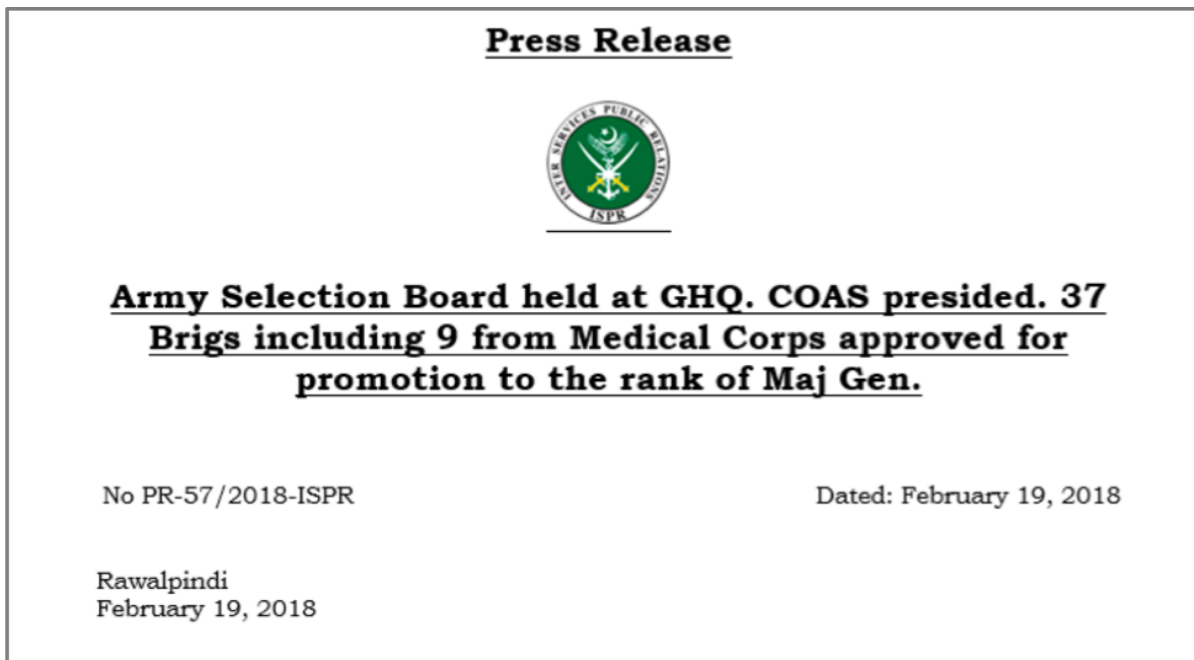 Press Release
INTER SERVICES PUBLIC RELATIONS
ISPR
Army Selection Board held at GHQ. COAS presided. 37
Brigs including 9 from Medical Corps approved for
promotion to the rank of Maj Gen.
No PR-57/2018-ISPR
Dated: February 19, 2018
Rawalpindi
February 19, 2018